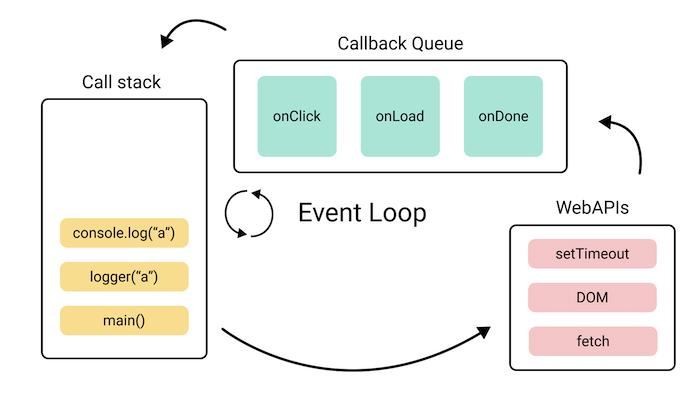 Callback Queue
onClick
onLoad
onDone
Call stack
console.log(“a”)
logger(“a”)
main()
Event Loop
WebAPIs
setTimeout
DOM
fetch